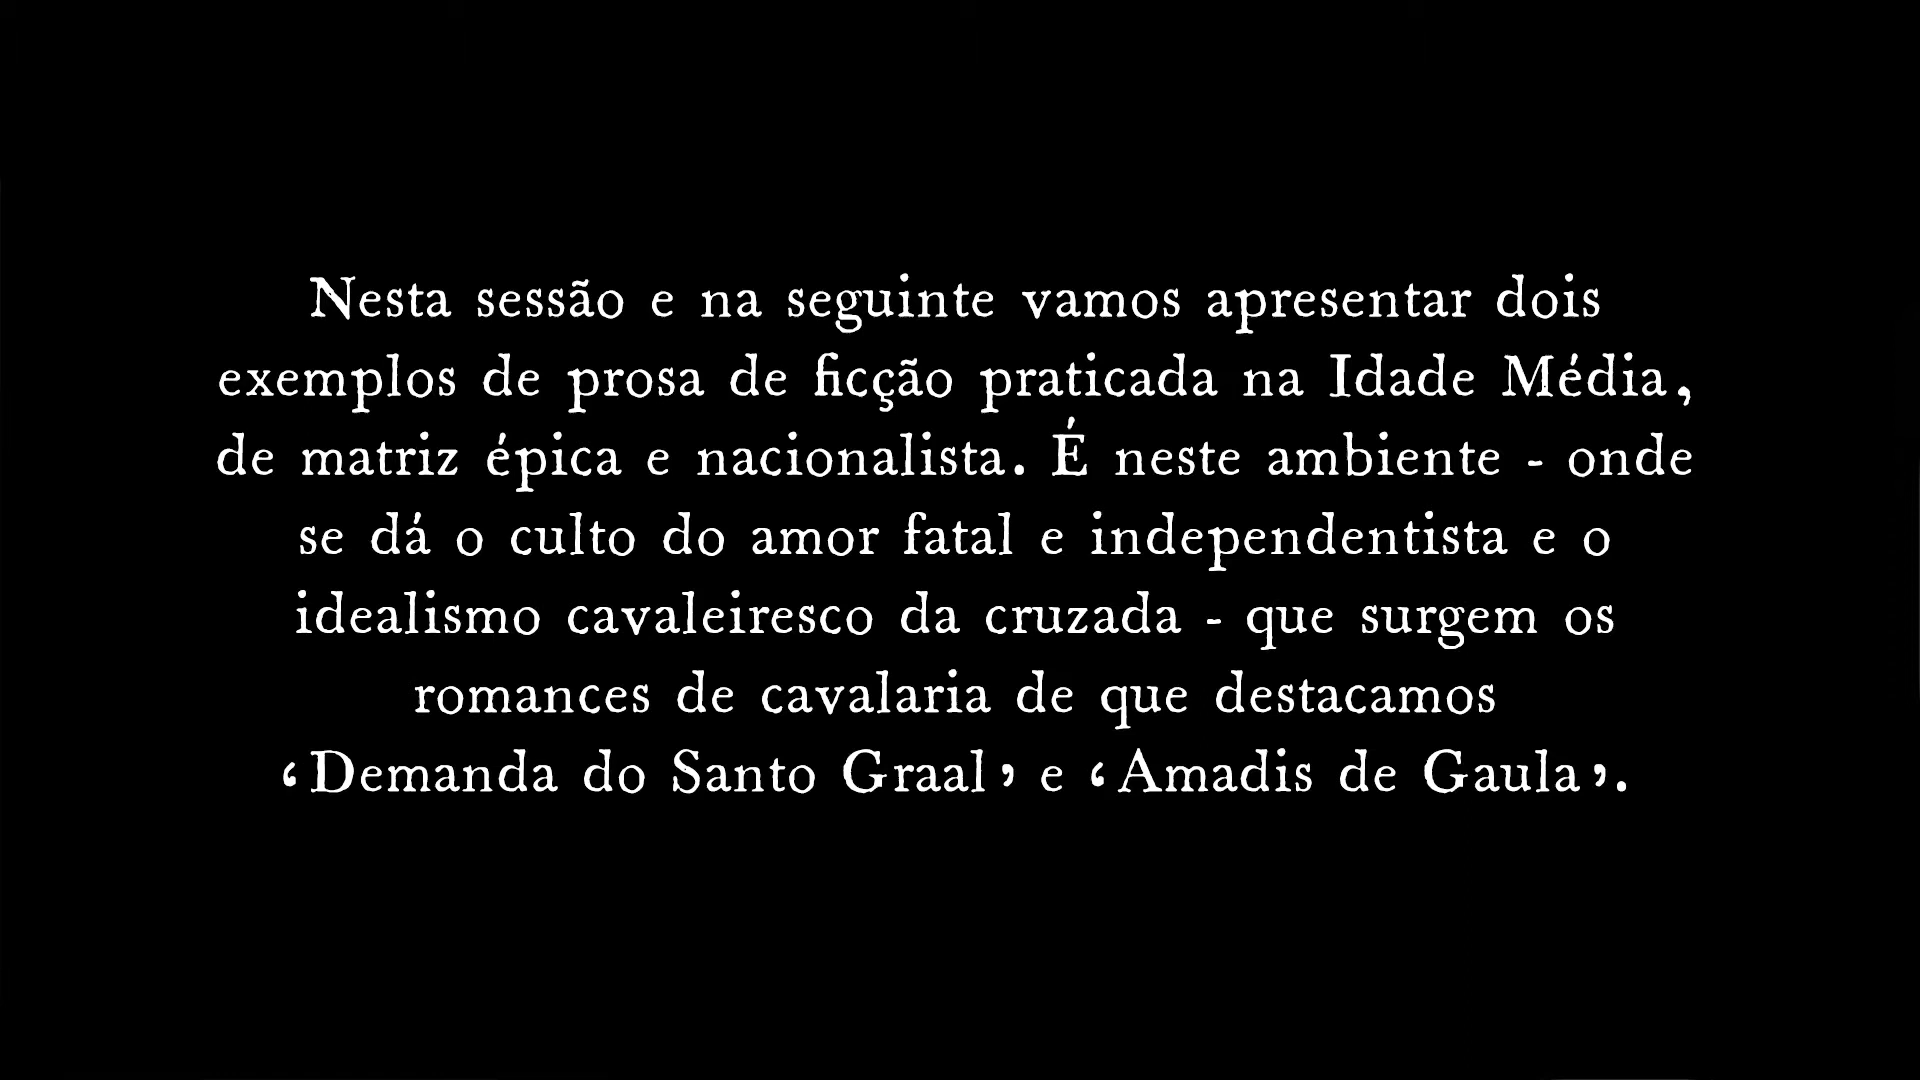 Nesta sessão e na seguinte vamos apresentar dois
exemplos de prosa de ficção praticada na Idade Média,
de matriz épica e nacionalista. É neste ambiente - onde
se dá o culto do amor fatal e independentista e o
idealismo cavaleiresco da cruzada - que surgem os
romances de cavalaria de que destacamos
‘Demanda do Santo Graal’ e ‘Amadis de Gaula’.